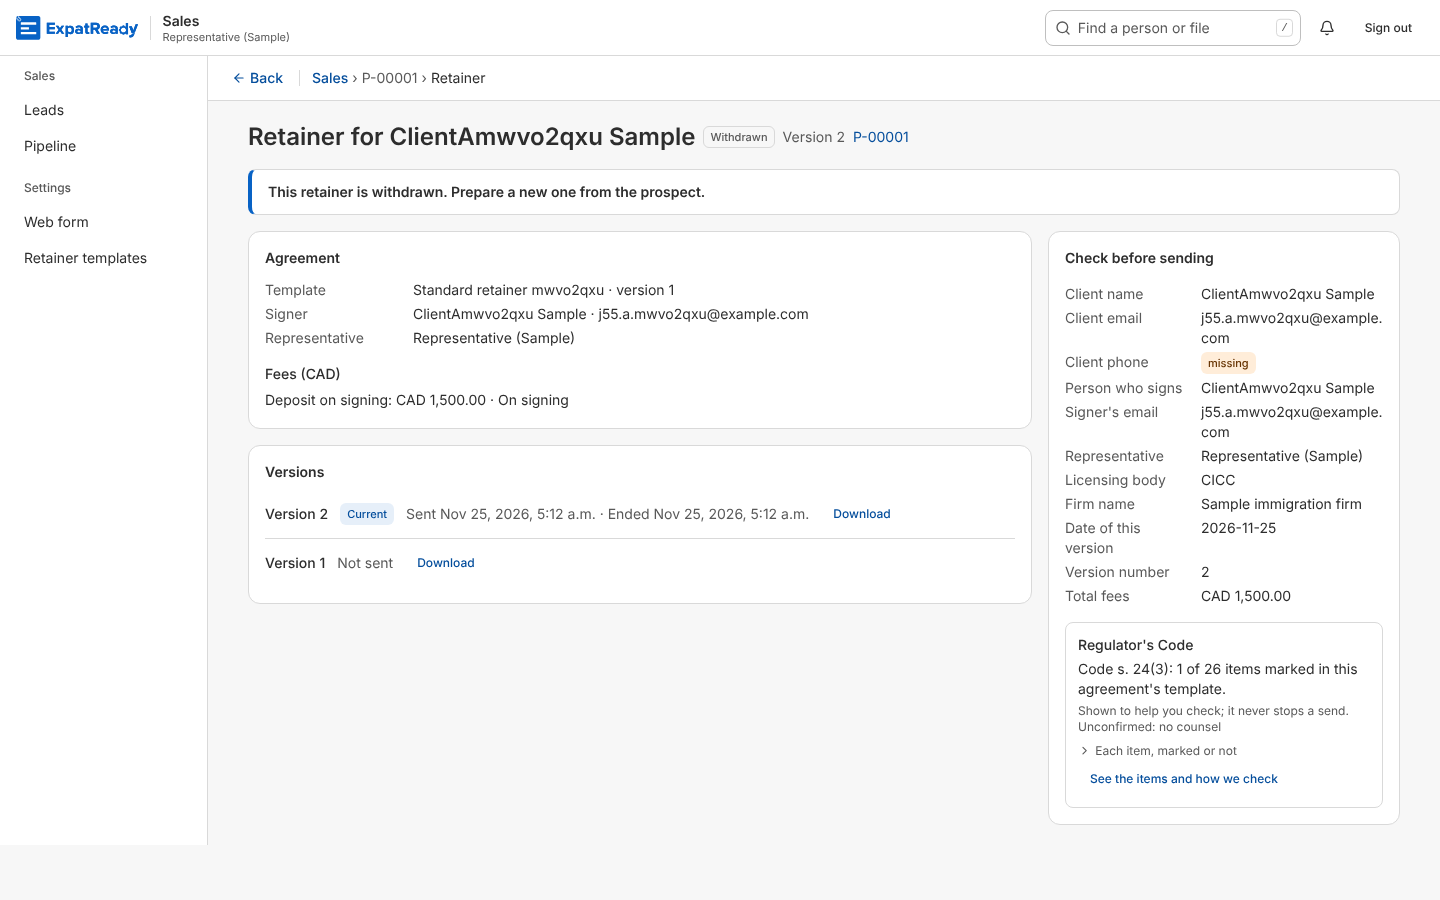 ExpatReady
Sales
Representative (Sample)
Find a person or file
/
Sign out
Sales
Leads
Pipeline
Settings
Web form
Retainer templates
← Back
Sales › P-00001 › Retainer
Retainer for ClientAmwvo2qxu Sample Withdrawn Version 2 P-00001
This retainer is withdrawn. Prepare a new one from the prospect.
Agreement
Template Standard retainer mwvo2qxu · version 1
Signer ClientAmwvo2qxu Sample · j55.a.mwvo2qxu@example.com
Representative Representative (Sample)
Fees (CAD)
Deposit on signing: CAD 1,500.00 · On signing
Versions
Version 2 Current Sent Nov 25, 2026, 5:12 a.m. · Ended Nov 25, 2026, 5:12 a.m. Download
Version 1 Not sent Download
Check before sending
Client name ClientAmwvo2qxu Sample
Client email j55.a.mwvo2qxu@example.
com
Client phone missing
Person who signs ClientAmwvo2qxu Sample
Signer's email j55.a.mwvo2qxu@example.
com
Representative Representative (Sample)
Licensing body CICC
Firm name Sample immigration firm
Date of this 2026-11-25
version
Version number 2
Total fees CAD 1,500.00
Regulator's Code
Code s. 24(3): 1 of 26 items marked in this
agreement's template.
Shown to help you check; it never stops a send.
Unconfirmed: no counsel
Each item, marked or not
See the items and how we check